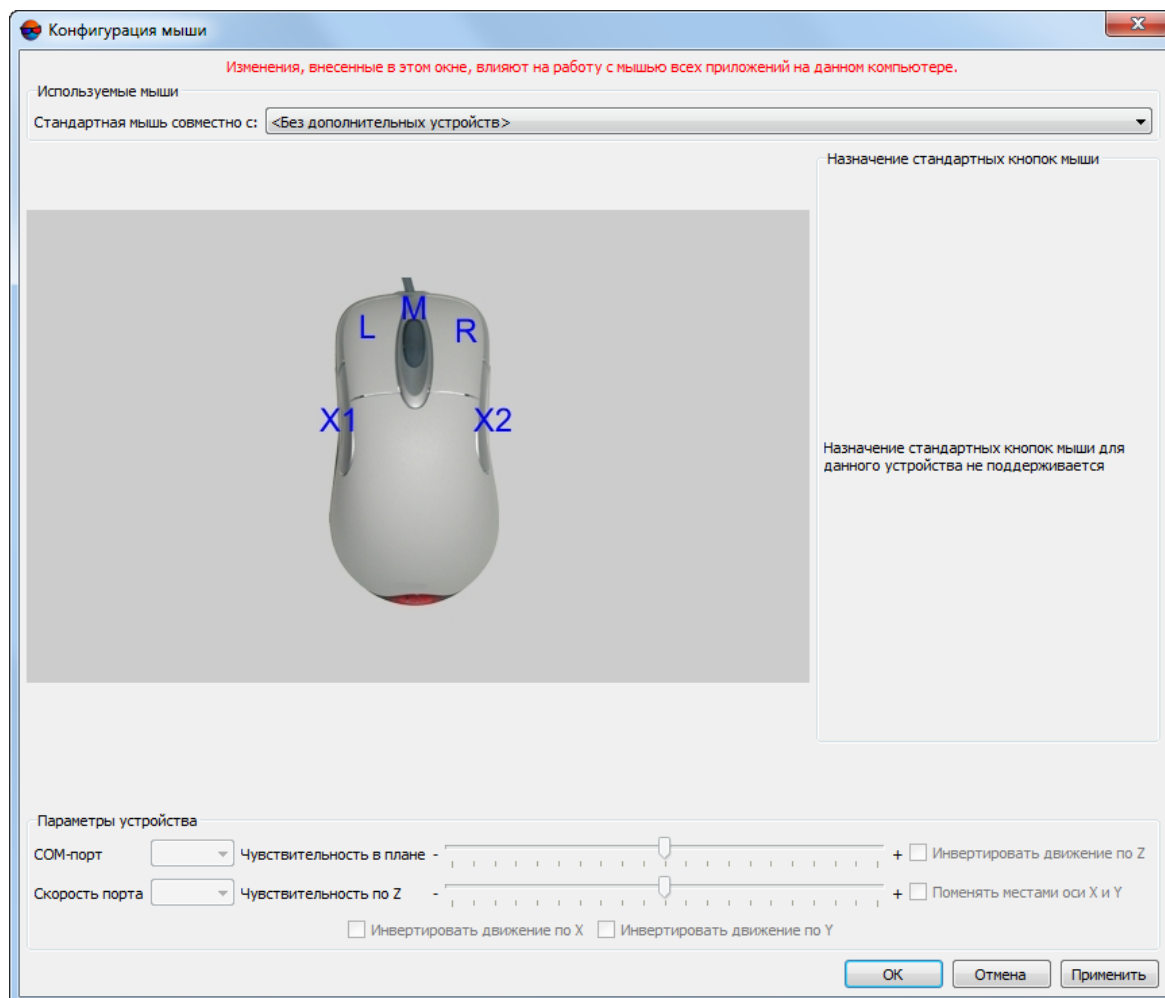 Конфигурация мыши
Изменения, внесенные в этом окне, влияют на работу с мышью всех приложений на данном компьютере.
Используемые мыши
Стандартная мышь совместно с: <Без дополнительных устройств>
Назначение стандартных кнопок мыши
M
L R
X1 X2
Назначение стандартных кнопок мыши для
данного устройства не поддерживается
Параметры устройства
COM-порт Чувствительность в плане - + Инвертировать движение по Z
Скорость порта Чувствительность по Z - + Поменять местами оси X и Y
Инвертировать движение по X Инвертировать движение по Y
OK Отмена Применить